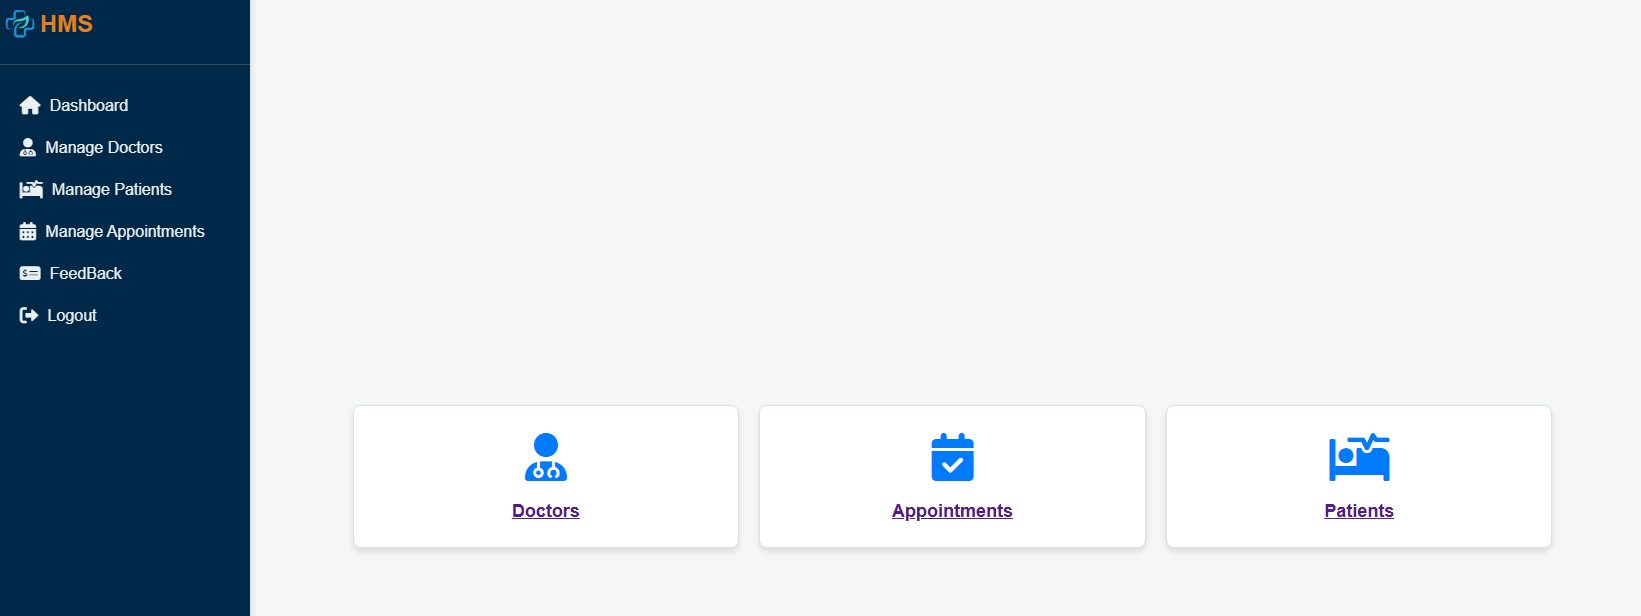 HMS
Dashboard
Manage Doctors
Manage Patients
Manage Appointments
FeedBack
Logout
Doctors
Appointments
Patients